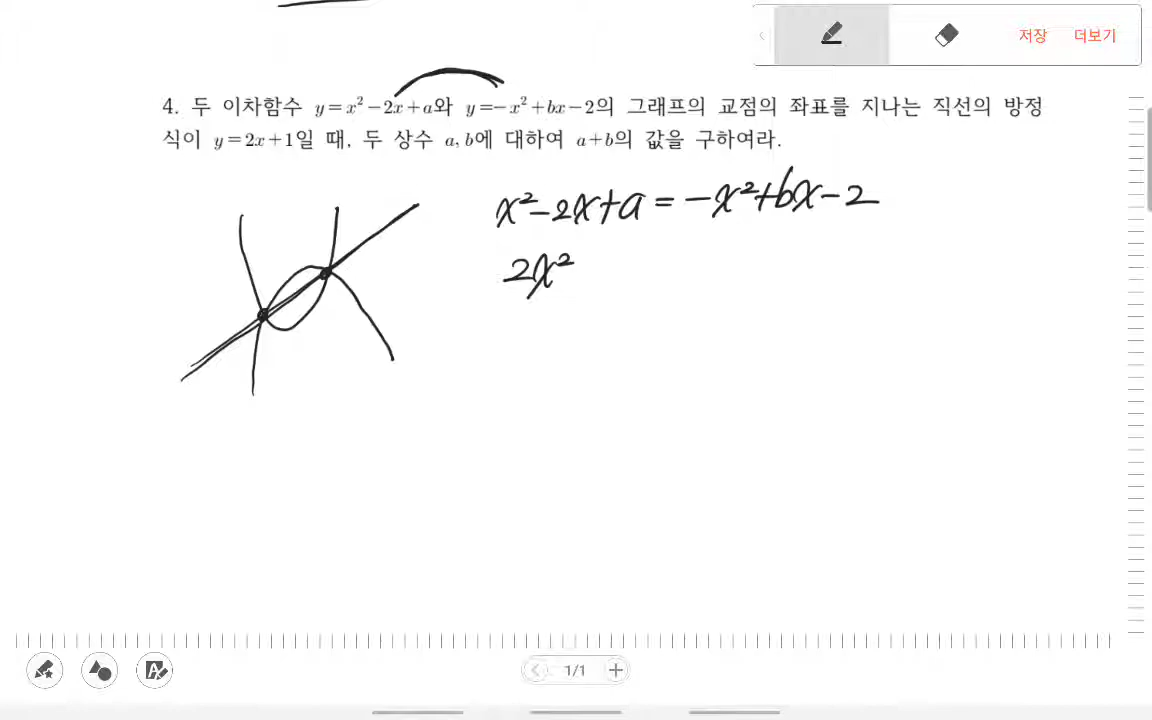 저장 더보기
4. 두 이차함수 y=x²-2x+a와 y=-x²+bx-2의 그래프의 교점의 좌표를 지나는 직선의 방정
식이 y=2x+1일 때, 두 상수 a, b에 대하여 a+b의 값을 구하여라.
x²-2x+a=-x²+bx-2
2x²
1/1